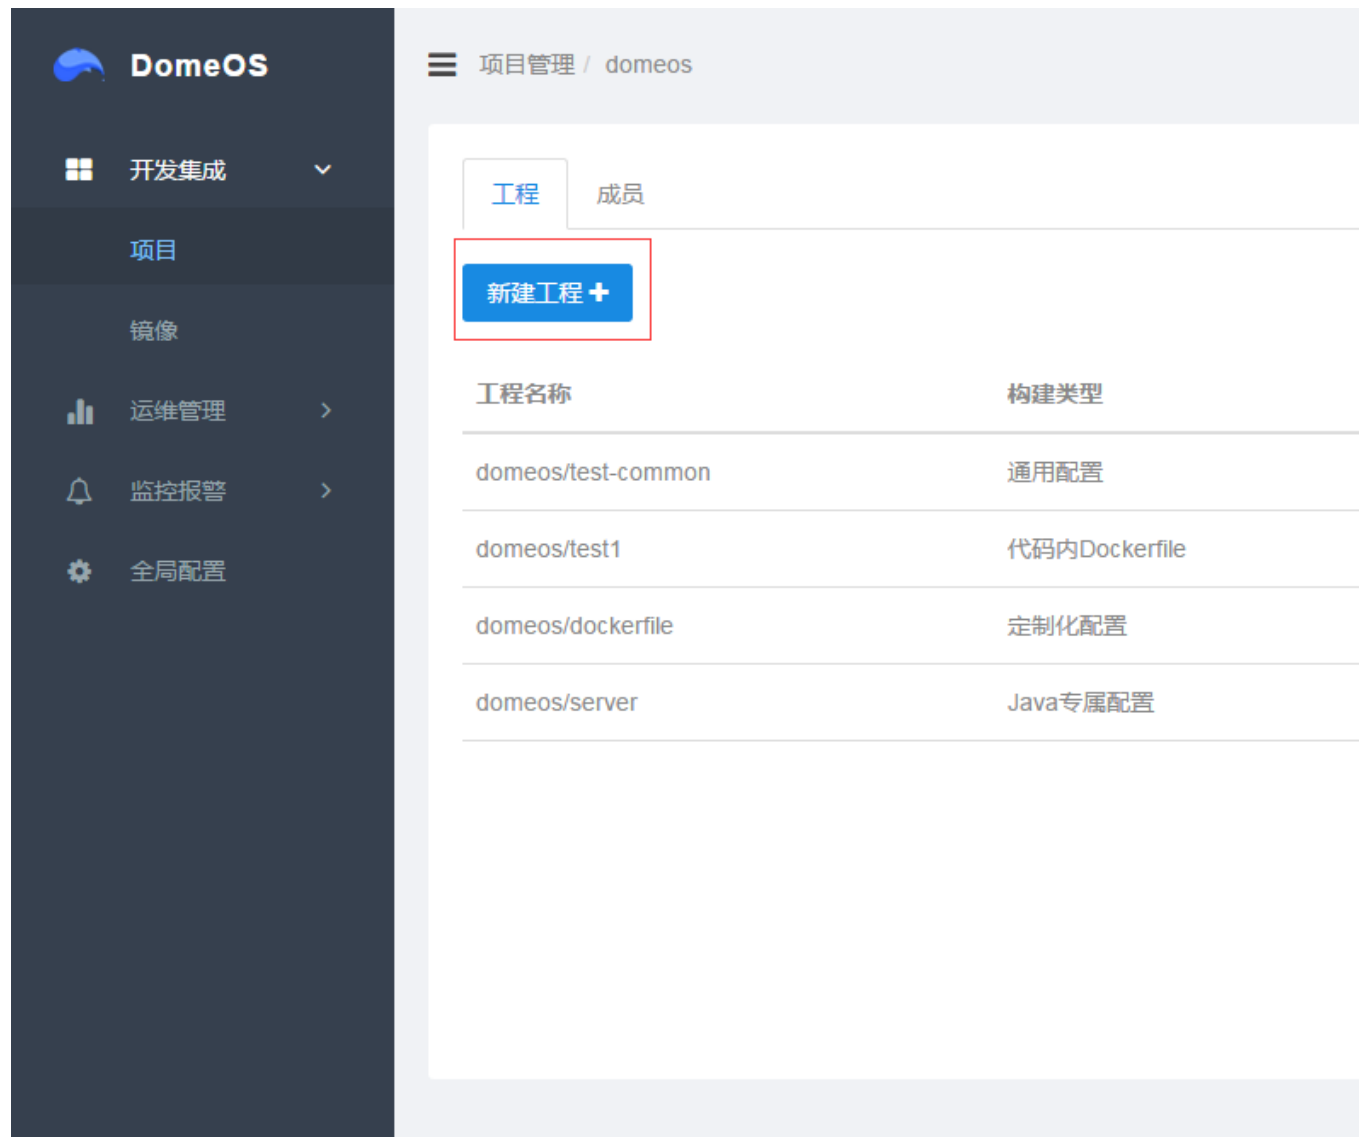 DomeOS
开发集成
项目
镜像
运维管理
监控报警
全局配置
项目管理 / domeos
工程 成员
新建工程
工程名称 构建类型
domeos/test-common 通用配置
domeos/test1 代码内Dockerfile
domeos/dockerfile 定制化配置
domeos/server Java专属配置